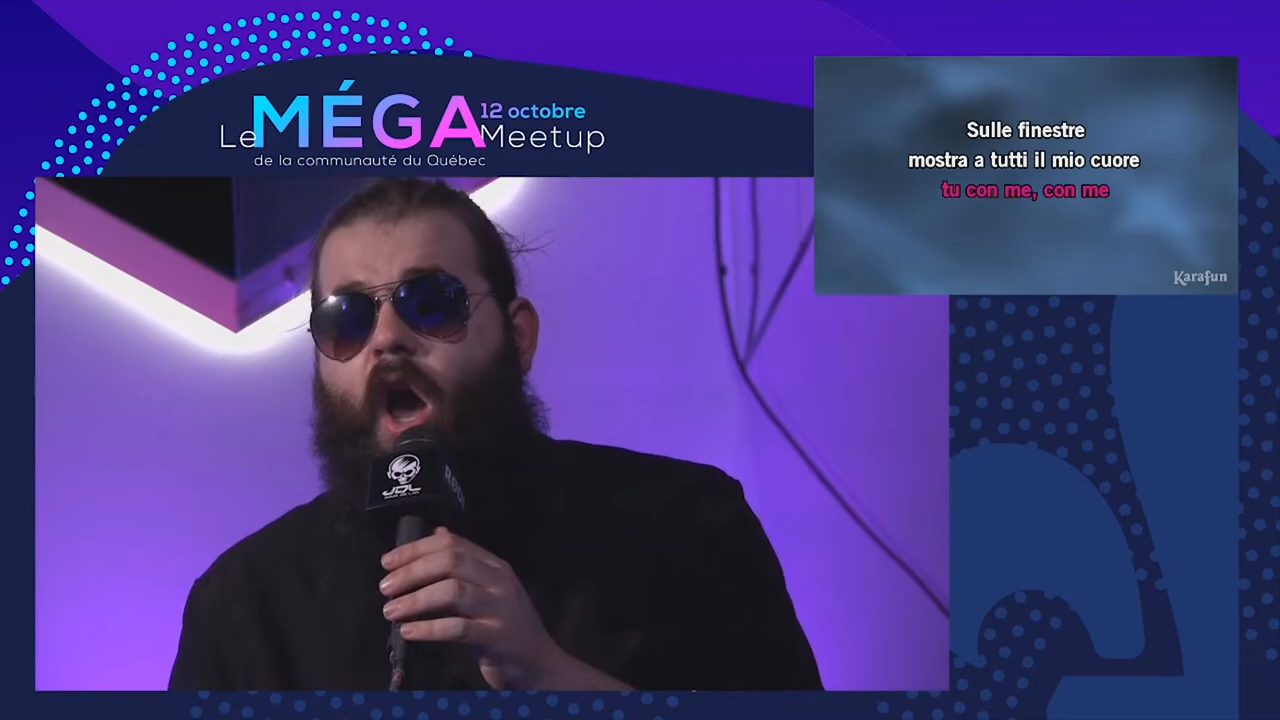 Le MÉGA Meetup
12 octobre
de la communauté du Québec
Sulle finestre
mostra a tutti il mio cuore
tu con me, con me
Karafun
JDL